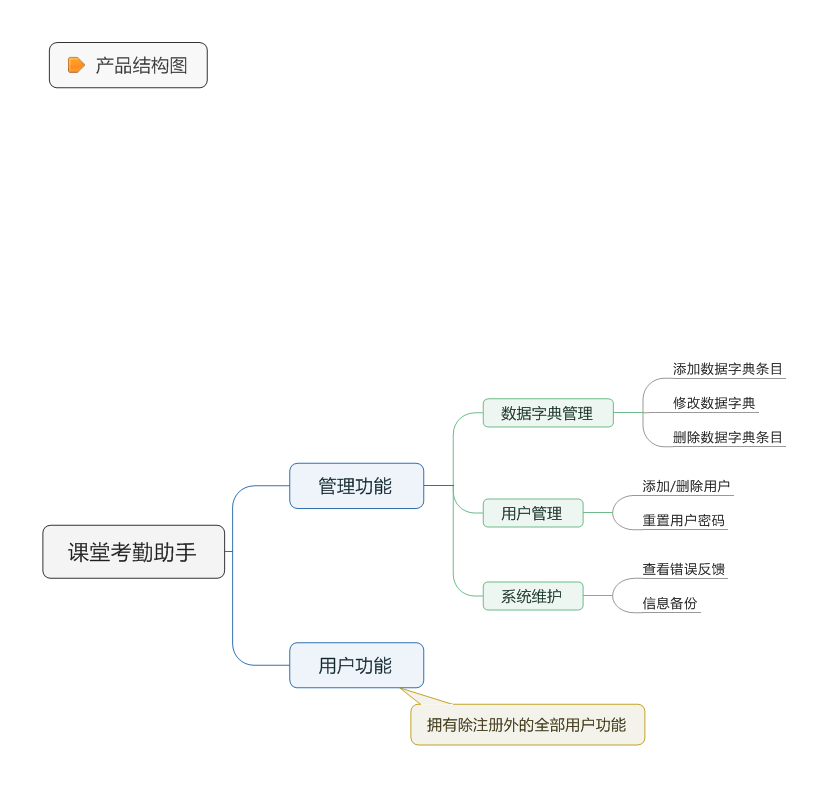 产品结构图
添加数据字典条目
修改数据字典
数据字典管理
删除数据字典条目
管理功能
添加/删除用户
用户管理
重置用户密码
课堂考勤助手
查看错误反馈
系统维护
信息备份
用户功能
拥有除注册外的全部用户功能